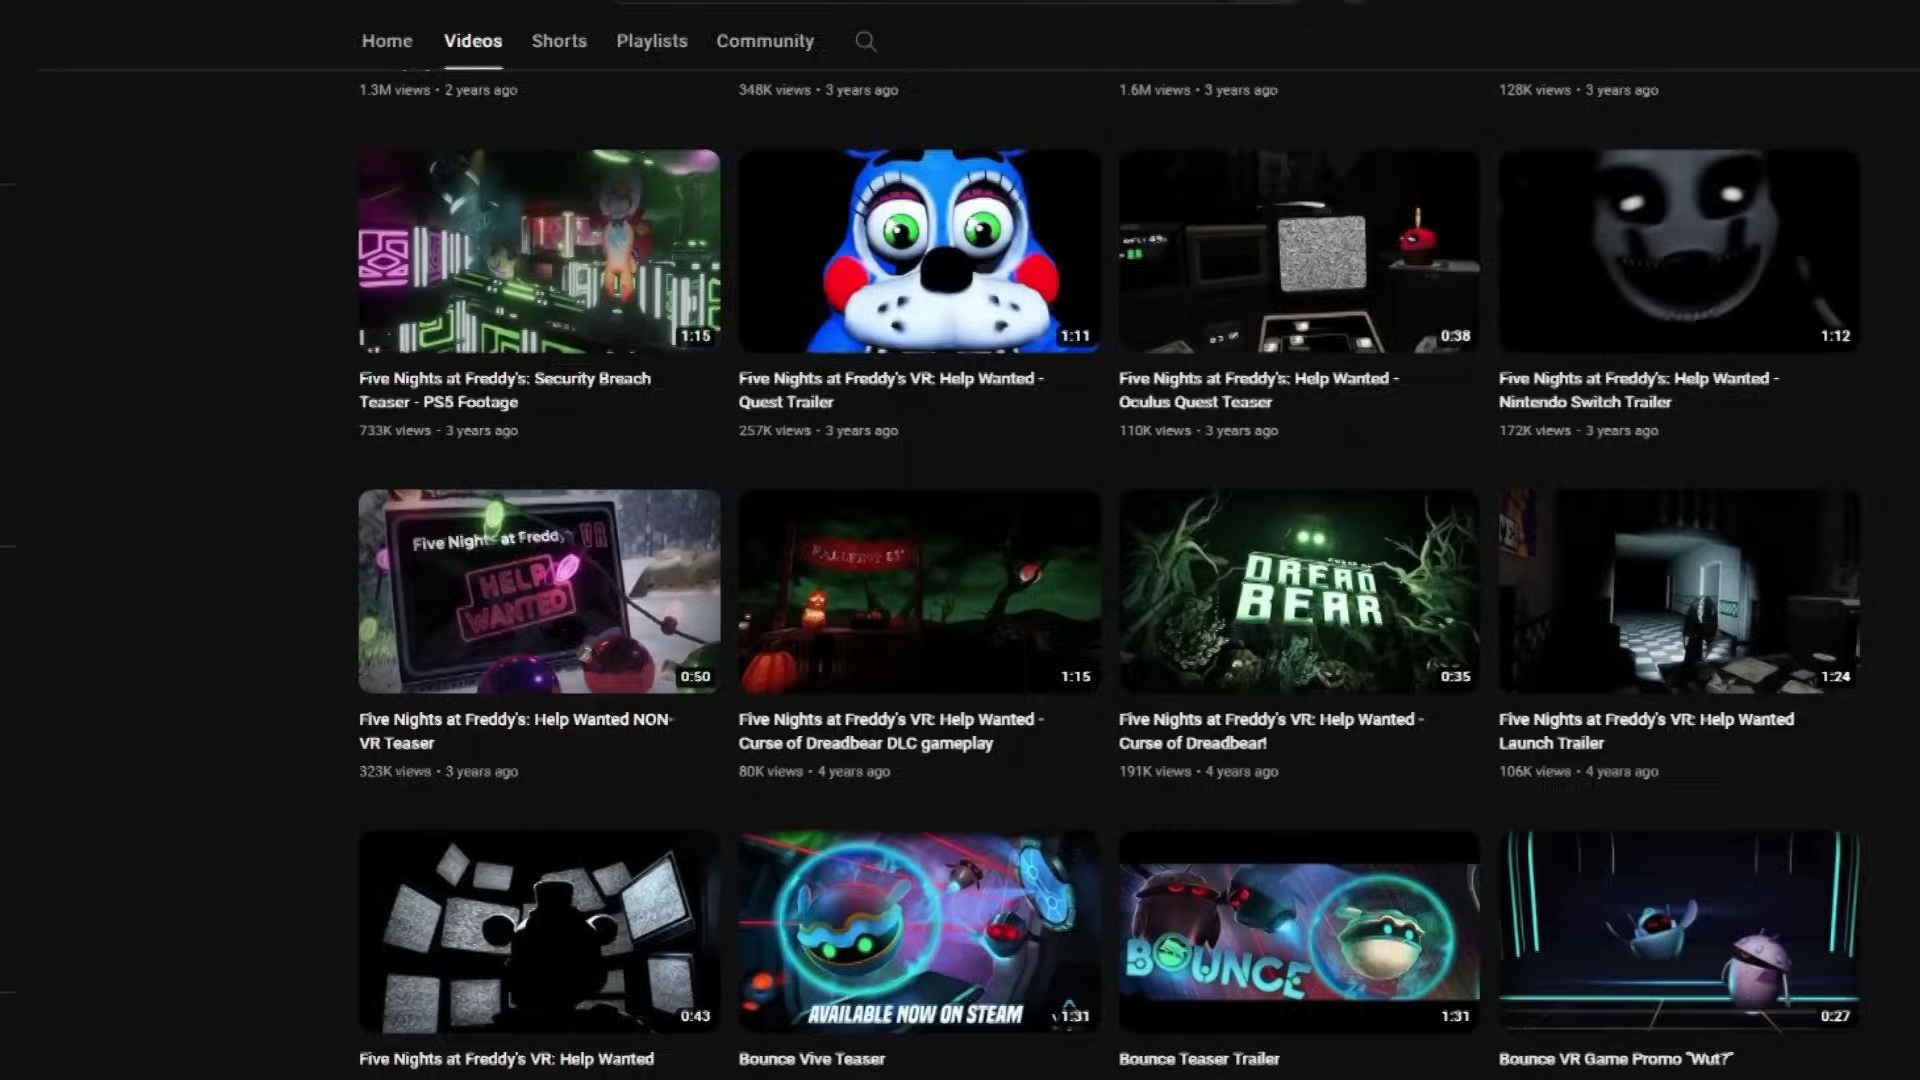 Home Videos Shorts Playlists Community
1.3M views • 2 years ago
348K views • 3 years ago
1.6M views • 3 years ago
128K views • 3 years ago
1:15
1:11
0:38
1:12
Five Nights at Freddy's: Security Breach
Teaser - PS5 Footage
733K views • 3 years ago
Five Nights at Freddy's VR: Help Wanted -
Quest Trailer
257K views • 3 years ago
Five Nights at Freddy's: Help Wanted -
Oculus Quest Teaser
110K views • 3 years ago
Five Nights at Freddy's: Help Wanted -
Nintendo Switch Trailer
172K views • 3 years ago
Five Nights at Freddy's VR
HELP
WANTED
0:50
1:15
DREAD
BEAR
0:35
1:24
Five Nights at Freddy's: Help Wanted NON-
VR Teaser
323K views • 3 years ago
Five Nights at Freddy's VR: Help Wanted -
Curse of Dreadbear DLC gameplay
80K views • 4 years ago
Five Nights at Freddy's VR: Help Wanted -
Curse of Dreadbear!
191K views • 4 years ago
Five Nights at Freddy's VR: Help Wanted
Launch Trailer
106K views • 4 years ago
0:43
AVAILABLE NOW ON STEAM
1:31
BOUNCE
1:31
0:27
Five Nights at Freddy's VR: Help Wanted
Bounce Vive Teaser
Bounce Teaser Trailer
Bounce VR Game Promo "Wut?"